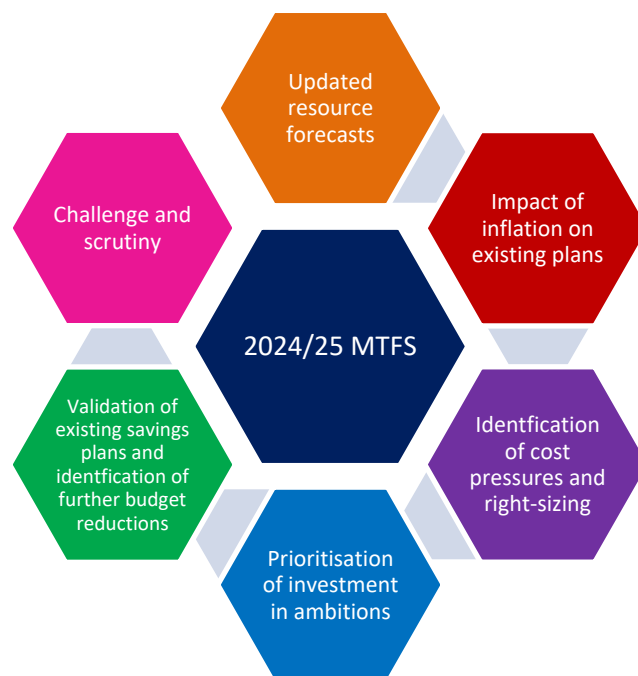 Updated
resource
forecasts
Impact of
inflation on
existing plans
Identfication
of cost
pressures and
right-sizing
Prioritisation
of investment
in ambitions
Validation of
existing savings
plans and
identfication of
further budget
reductions
Challenge and
scrutiny
2024/25 MTFS